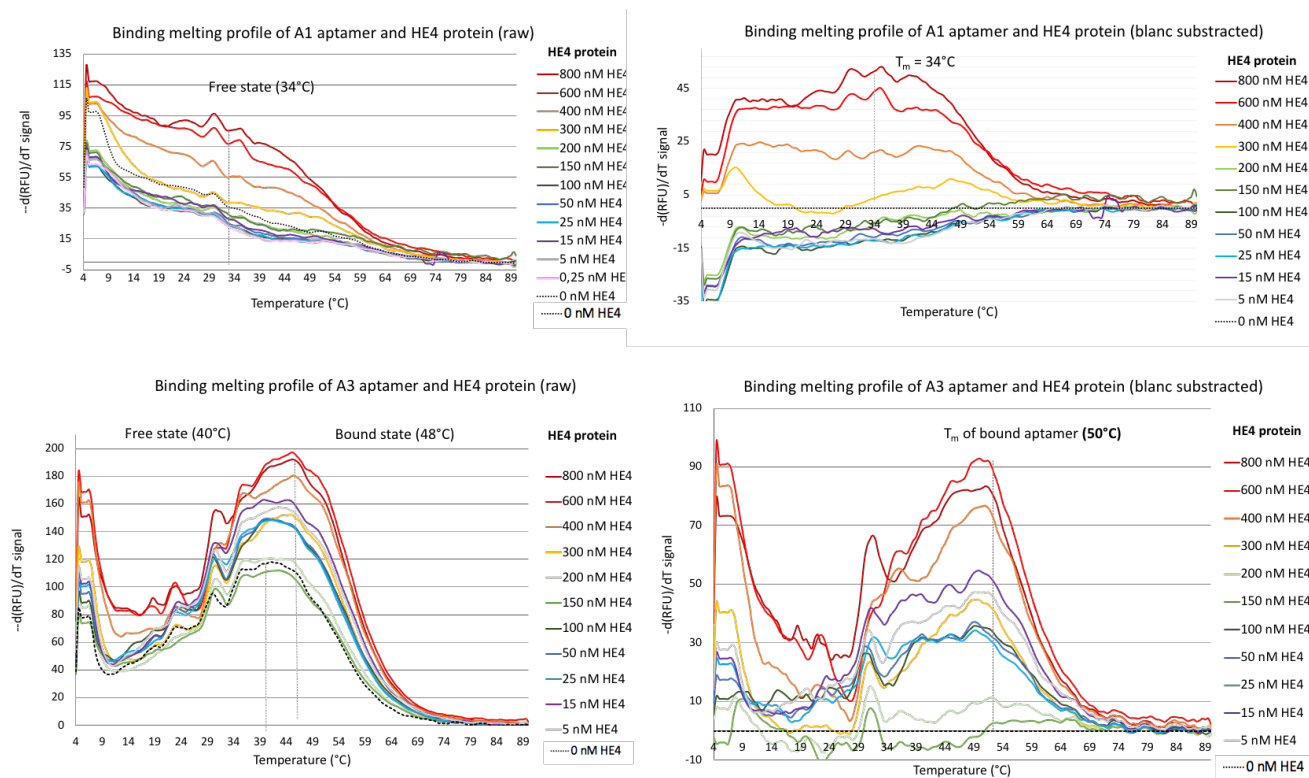 Binding melting profile of A1 aptamer and HE4 protein (raw)
HE4 protein
--d(RFU)/dT signal
135
115
95
75
55
35
15
-5
Free state (34°C)
4 9 14 19 24 29 34 39 44 49 54 59 64 69 74 79 84 89
Temperature (°C)
800 nM HE4
600 nM HE4
400 nM HE4
300 nM HE4
200 nM HE4
150 nM HE4
100 nM HE4
50 nM HE4
25 nM HE4
15 nM HE4
5 nM HE4
0,25 nM HE4
0 nM HE4
0 nM HE4
Binding melting profile of A1 aptamer and HE4 protein (blanc substracted)
HE4 protein
-d(RFU)/dT signal
45
25
5
-15
-35
Tm = 34°C
4 9 14 19 24 29 34 39 44 49 54 59 64 69 74 79 84 89
Temperature (°C)
800 nM HE4
600 nM HE4
400 nM HE4
300 nM HE4
200 nM HE4
150 nM HE4
100 nM HE4
50 nM HE4
25 nM HE4
15 nM HE4
5 nM HE4
0 nM HE4
Binding melting profile of A3 aptamer and HE4 protein (raw)
HE4 protein
--d(RFU)/dT signal
200
180
160
140
120
100
80
60
40
20
0
Free state (40°C)
Bound state (48°C)
4 9 14 19 24 29 34 39 44 49 54 59 64 69 74 79 84 89
Temperature (°C)
800 nM HE4
600 nM HE4
400 nM HE4
300 nM HE4
200 nM HE4
150 nM HE4
100 nM HE4
50 nM HE4
25 nM HE4
15 nM HE4
5 nM HE4
0 nM HE4
Binding melting profile of A3 aptamer and HE4 protein (blanc substracted)
HE4 protein
-d(RFU)/dT signal
110
90
70
50
30
10
-10
Tm of bound aptamer (50°C)
4 9 14 19 24 29 34 39 44 49 54 59 64 69 74 79 84 89
Temperature (°C)
800 nM HE4
600 nM HE4
400 nM HE4
300 nM HE4
200 nM HE4
150 nM HE4
100 nM HE4
50 nM HE4
25 nM HE4
15 nM HE4
5 nM HE4
0 nM HE4